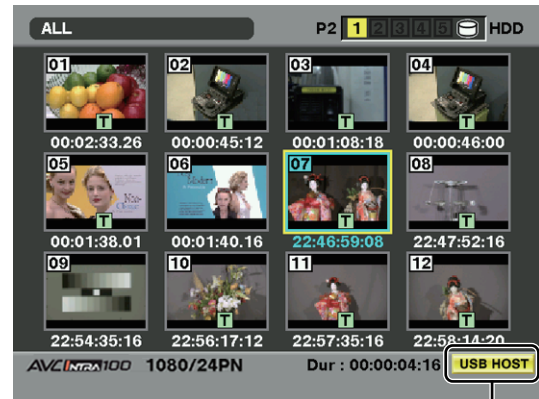 ALL P2 1 2 3 4 5 HDD
01 02 03 04
T T T T
00:02:33.26 00:00:45:12 00:01:08:18 00:00:46:00
05 06 07 08
T T T
00:01:38.01 00:01:40.16 22:46:59:08 22:47:52:16
09 10 11 12
T T T
22:54:35:16 22:56:17:12 22:57:35:16 22:58:14:20
AVC INTRA 100 1080/24PN Dur : 00:00:04:16 USB HOST